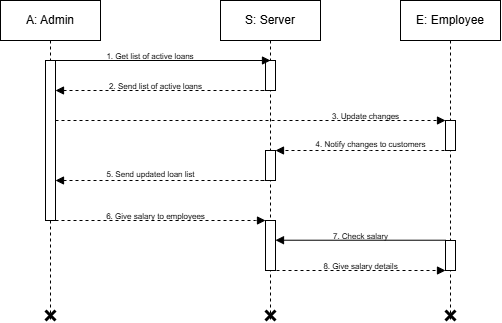 A: Admin
S: Server
E: Employee
1. Get list of active loans
2. Send list of active loans
3. Update changes
4. Notify changes to customers
5. Send updated loan list
6. Give salary to employees
7. Check salary
8. Give salary details